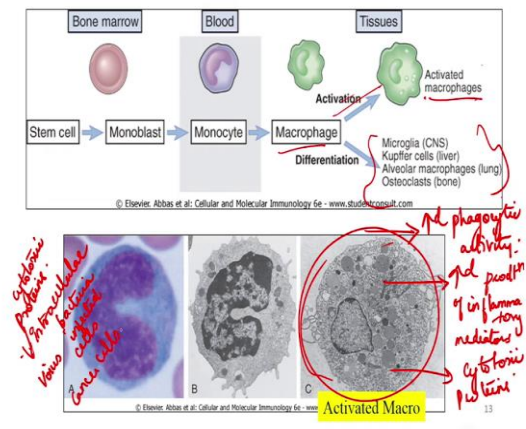 Bone marrow
Blood
Tissues
Activation
Activated
macrophages
Stem cell
Monoblast
Monocyte
Macrophage
Differentiation
Microglia (CNS)
Kupffer cells (liver)
Alveolar macrophages (lung)
Osteoclasts (bone)
© Elsevier. Abbas et al: Cellular and Molecular Immunology 6e - www.studentconsult.com
cytotoxic
proteins.
intracellular
bacteria
Virus infected
cells
Cancer cells
A
B
C
↑d phagocytic
activity.
↑d prodtn
of inflamma
tory
mediators
cytotoxic
proteins.
© Elsevier. Abbas et al: Cellular and Molecular Immunology 6e - www.studentconsult.com
Activated Macro
13